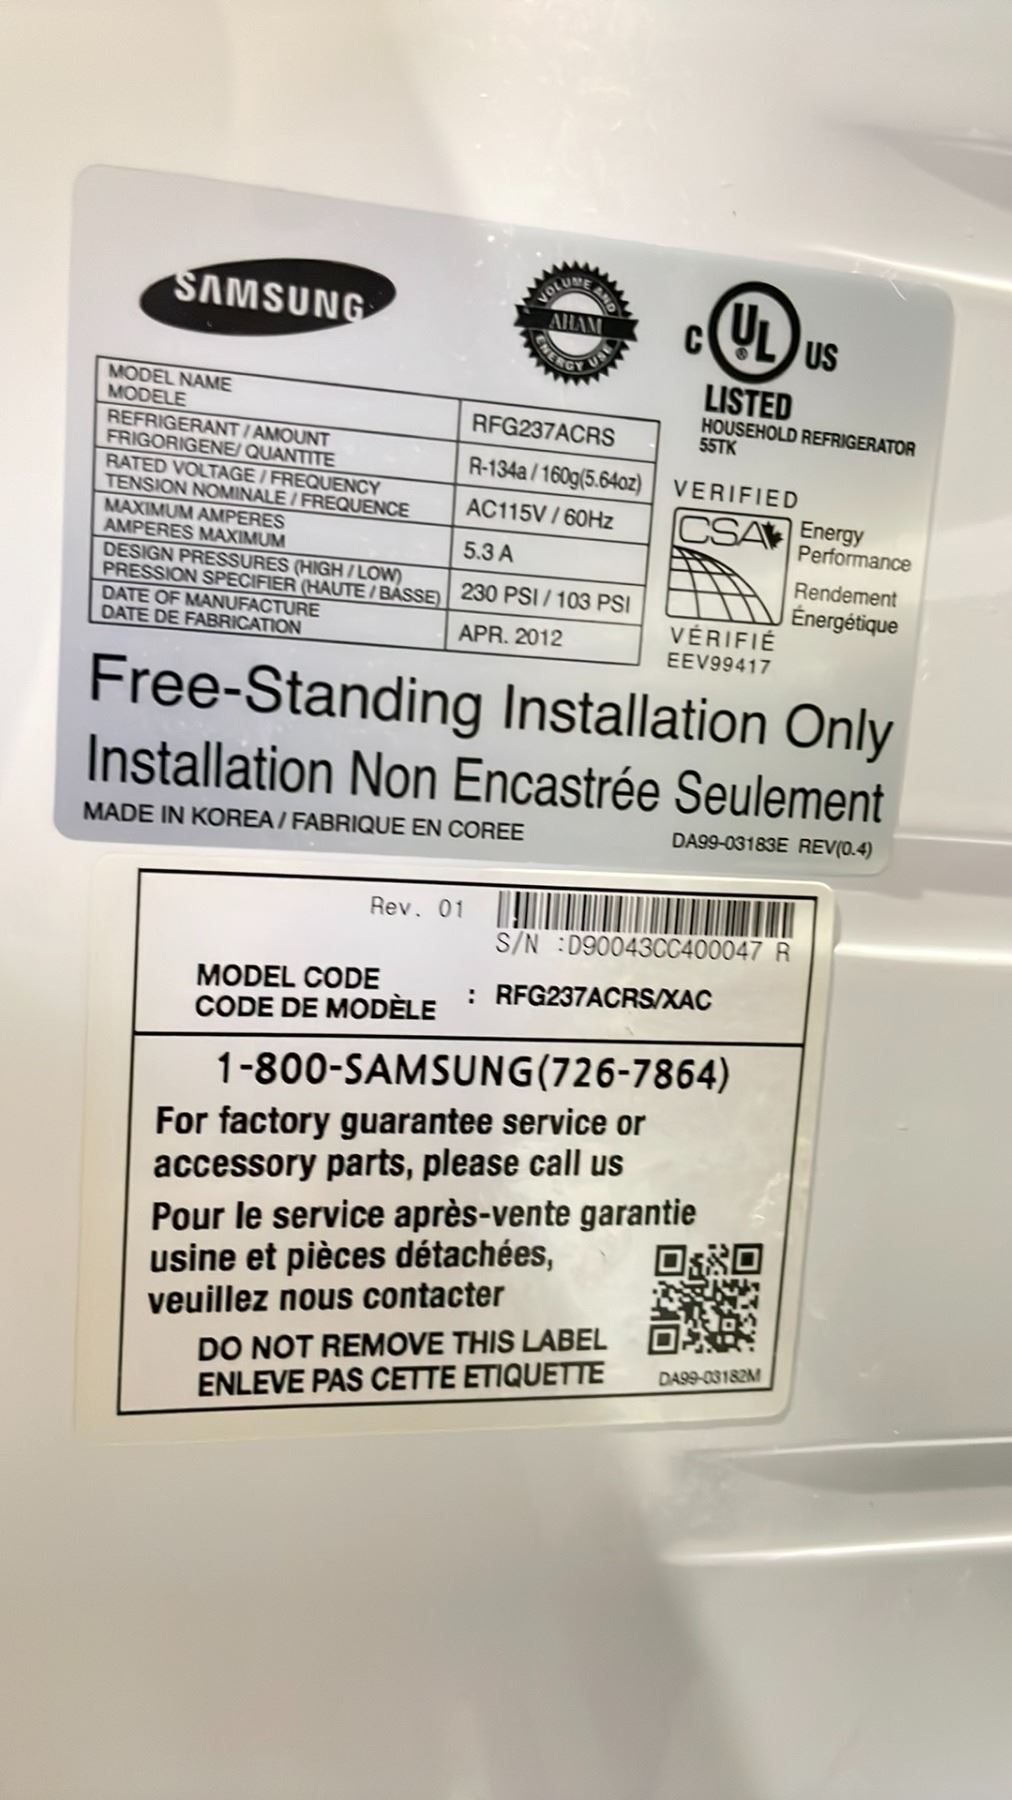 SAMSUNG
VOLUME AND
AHAM
ENERGY USE
C UL® US
LISTED
HOUSEHOLD REFRIGERATOR
55TK
MODEL NAME
MODELE
RFG237ACRS
REFRIGERANT / AMOUNT
FRIGORIGENE/ QUANTITE
R-134a / 160g(5.64oz)
RATED VOLTAGE / FREQUENCY
TENSION NOMINALE / FREQUENCE
AC115V / 60Hz
MAXIMUM AMPERES
AMPERES MAXIMUM
5.3 A
DESIGN PRESSURES (HIGH / LOW)
PRESSION SPECIFIER (HAUTE / BASSE)
230 PSI / 103 PSI
DATE OF MANUFACTURE
DATE DE FABRICATION
APR. 2012
VERIFIED
CSA
Energy
Performance
Rendement
Énergétique
VÉRIFIÉ
EEV99417
Free-Standing Installation Only
Installation Non Encastrée Seulement
MADE IN KOREA / FABRIQUE EN COREE
DA99-03183E REV(0.4)
Rev. 01
S/N :D90043CC400047 R
MODEL CODE
CODE DE MODÈLE
: RFG237ACRS/XAC
1-800-SAMSUNG(726-7864)
For factory guarantee service or
accessory parts, please call us
Pour le service après-vente garantie
usine et pièces détachées,
veuillez nous contacter
DO NOT REMOVE THIS LABEL
ENLEVE PAS CETTE ETIQUETTE
DA99-03182M